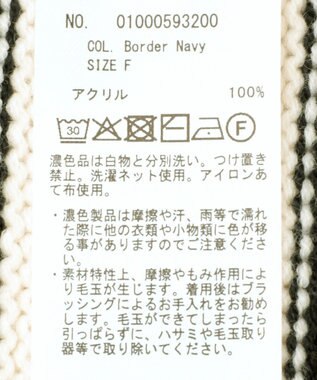 NO. 01000593200
COL. Border Navy
SIZE F
アクリル 100%
30 F
濃色品は白物と分別洗い。つけ置き
禁止。洗濯ネット使用。アイロンあ
て布使用。
・濃色製品は摩擦や汗、雨等で濡れ
た際に他の衣類や小物類に色が移
る事がありますのでご注意くださ
い。
・素材特性上、摩擦やもみ作用によ
り毛玉が生じます。着用後はブラ
ッシングによるお手入れをお勧め
します。毛玉ができてしまったら
引っぱらずに、ハサミや毛玉取り
器等で取り除いてください。